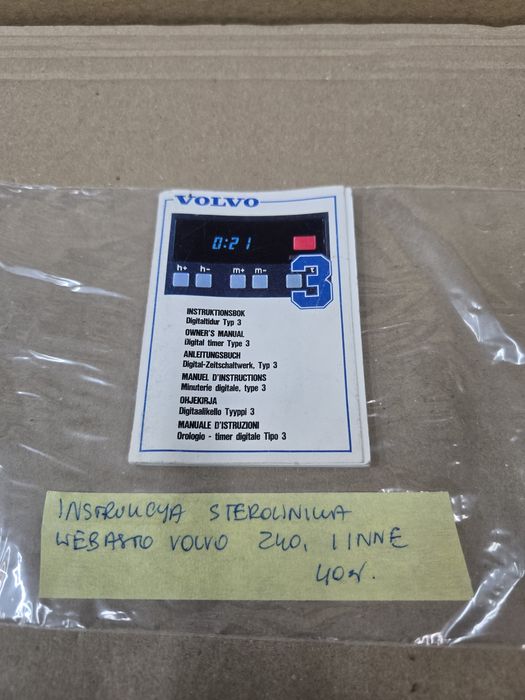 VOLVO
0:21
h+ h- m+ m- °C
3
INSTRUKTIONSBOK
Digitaltidur Typ 3
OWNER'S MANUAL
Digital timer Type 3
ANLEITUNGSBUCH
Digital-Zeitschaltwerk, Typ 3
MANUEL D'INSTRUCTIONS
Minuterie digitale, type 3
OHJEKIRJA
Digitaalikello Tyyppi 3
MANUALE D'ISTRUZIONI
Orologio - timer digitale Tipo 3
INSTRUKCYJA STEROWNIKA
WEBASTO VOLVO 240, I INNE
40zł.